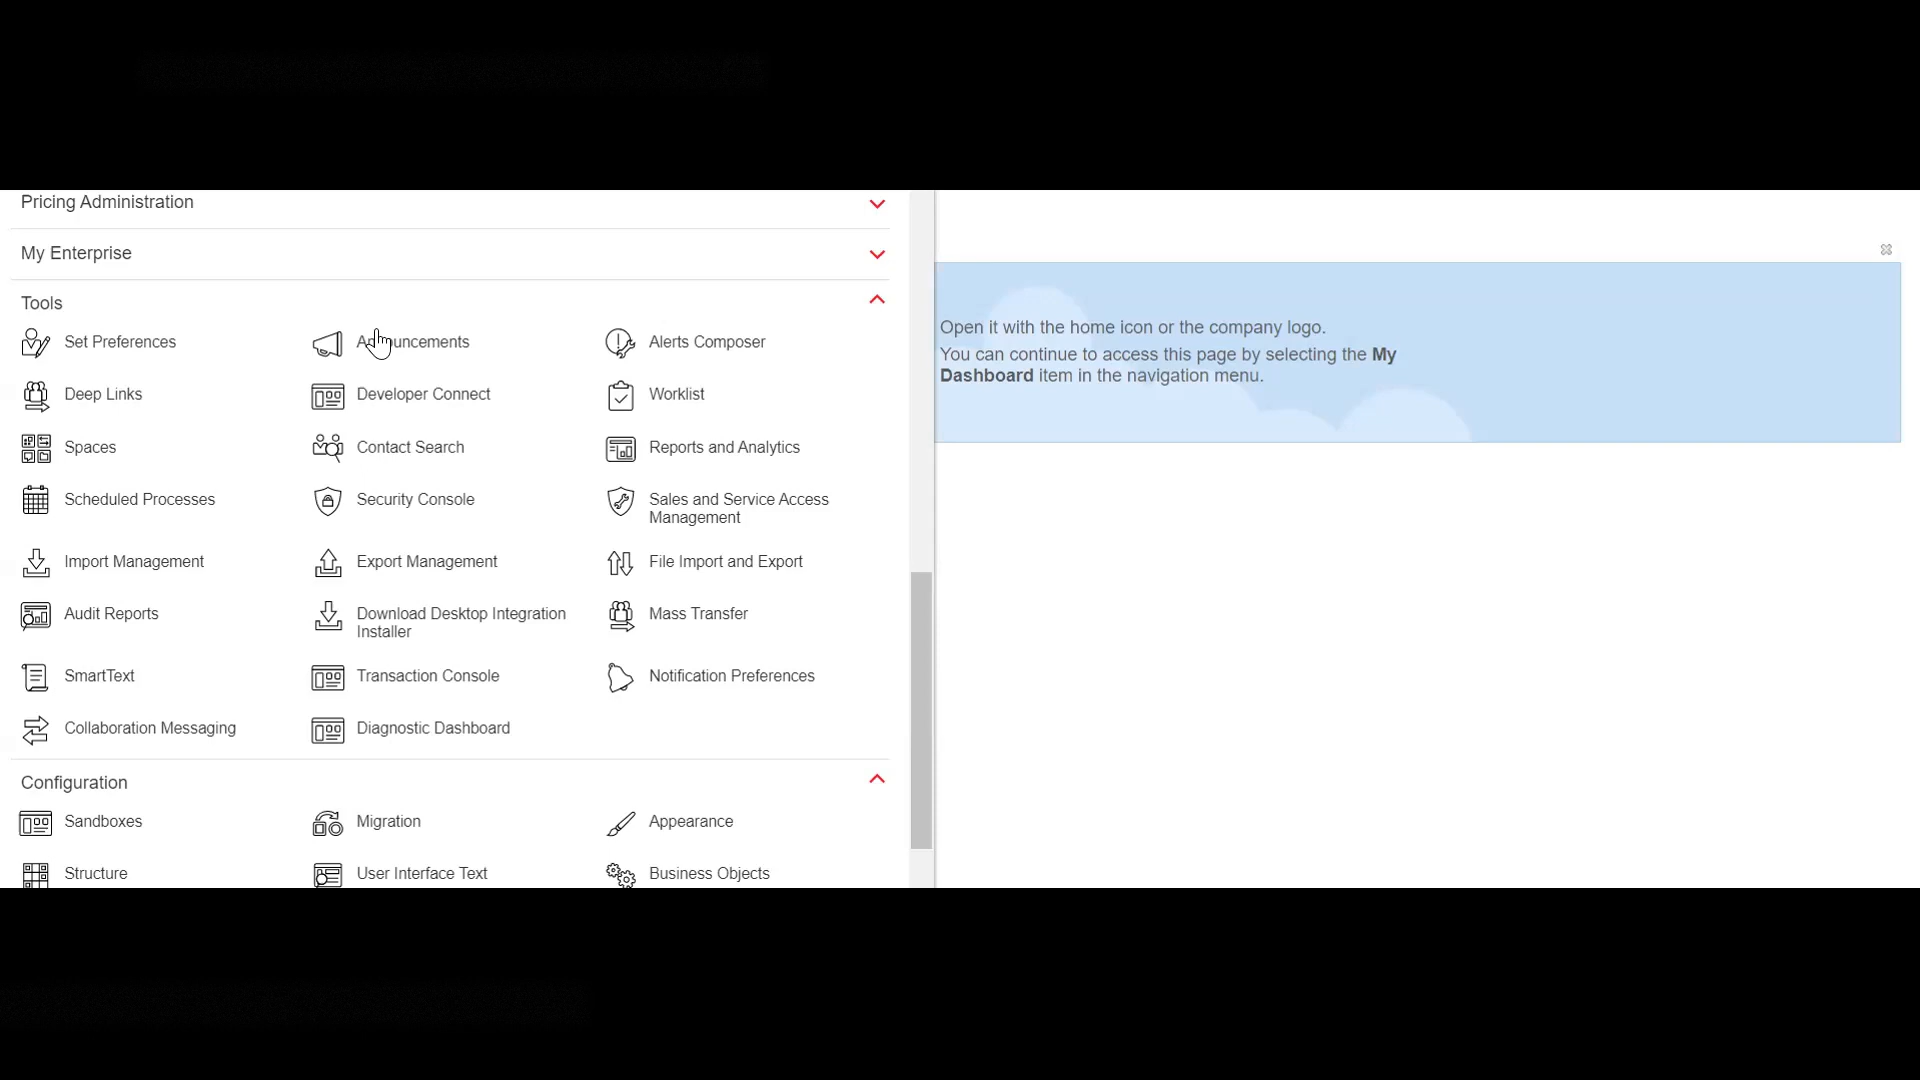 Pricing Administration
My Enterprise
Tools
Set Preferences
Announcements
Alerts Composer
Deep Links
Developer Connect
Worklist
Spaces
Contact Search
Reports and Analytics
Scheduled Processes
Security Console
Sales and Service Access
Management
Import Management
Export Management
File Import and Export
Audit Reports
Download Desktop Integration
Installer
Mass Transfer
SmartText
Transaction Console
Notification Preferences
Collaboration Messaging
Diagnostic Dashboard
Configuration
Sandboxes
Migration
Appearance
Structure
User Interface Text
Business Objects
Open it with the home icon or the company logo.
You can continue to access this page by selecting the My
Dashboard item in the navigation menu.